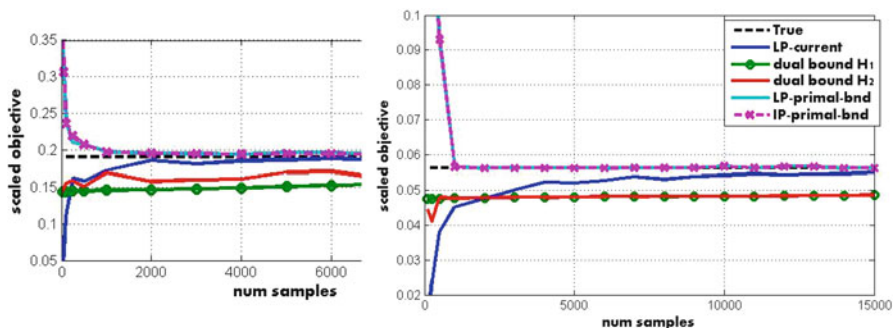 scaled objective
0.35
0.3
0.25
0.2
0.15
0.1
0.05
0
2000
4000
6000
num samples
scaled objective
0.1
0.09
0.08
0.07
0.06
0.05
0.04
0.03
0.02
0
5000
10000
15000
num samples
True
LP-current
dual bound H1
dual bound H2
LP-primal-bnd
IP-primal-bnd